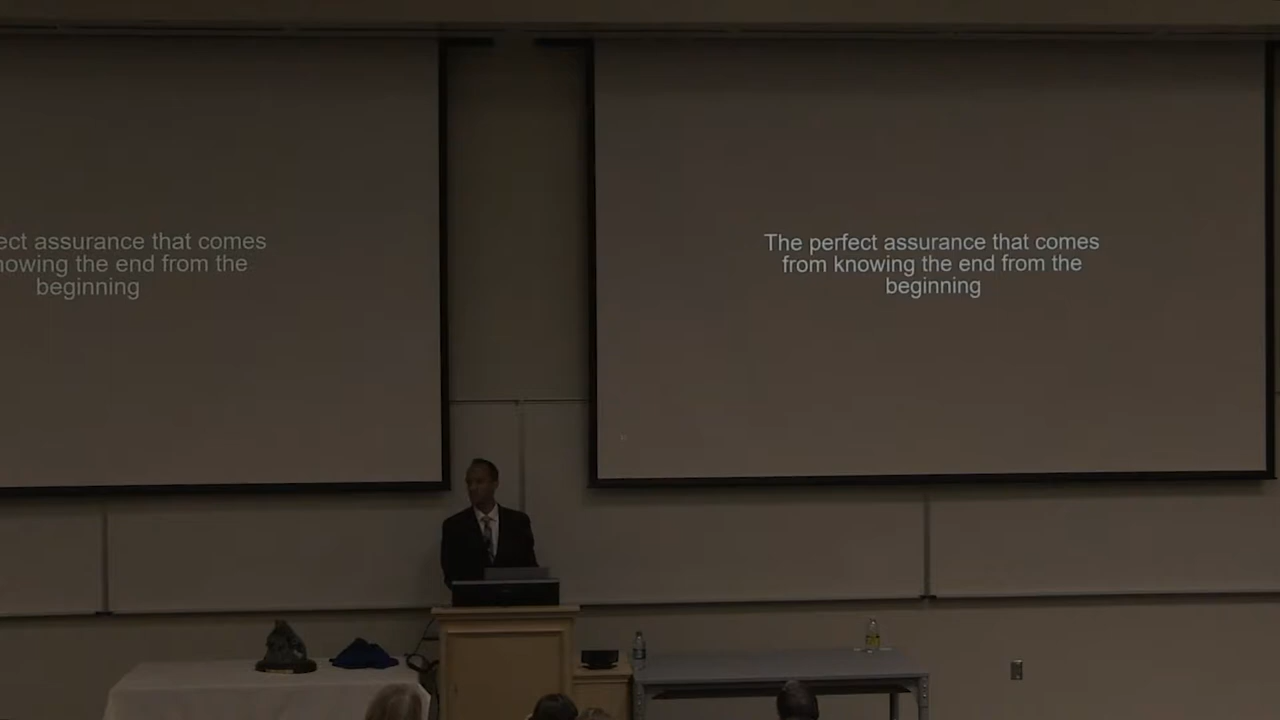 ect assurance that comes
nowing the end from the
beginning
The perfect assurance that comes
from knowing the end from the
beginning